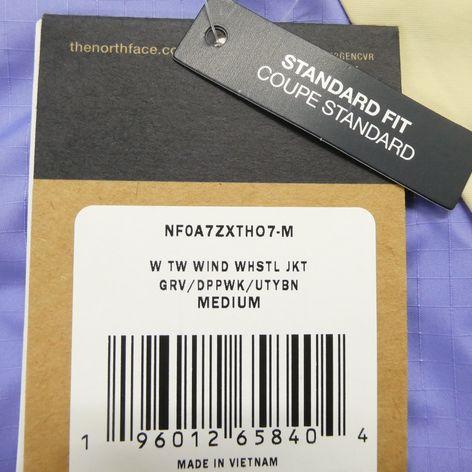 thenorthface.co
2GENCVR
STANDARD FIT
COUPE STANDARD
NF0A7ZXTHO7-M
W TW WIND WHSTL JKT
GRV/DPPWK/UTYBN
MEDIUM
1 96012 65840 4
MADE IN VIETNAM